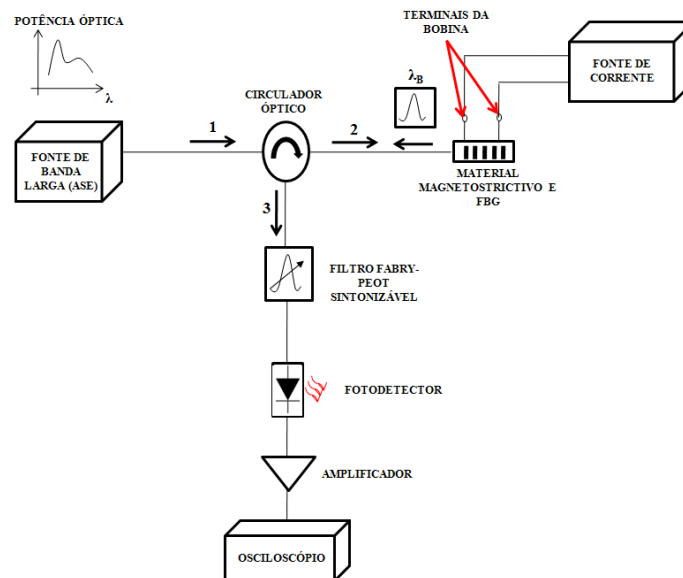 POTÊNCIA ÓPTICA
λ
TERMINAIS DA
BOBINA
FONTE DE
CORRENTE
CIRCULADOR
ÓPTICO
λB
1
2
FONTE DE
BANDA
LARGA (ASE)
MATERIAL
MAGNETOSTRICTIVO E
FBG
3
FILTRO FABRY-
PEOT
SINTONIZÁVEL
FOTODETECTOR
AMPLIFICADOR
OSCILOSCÓPIO